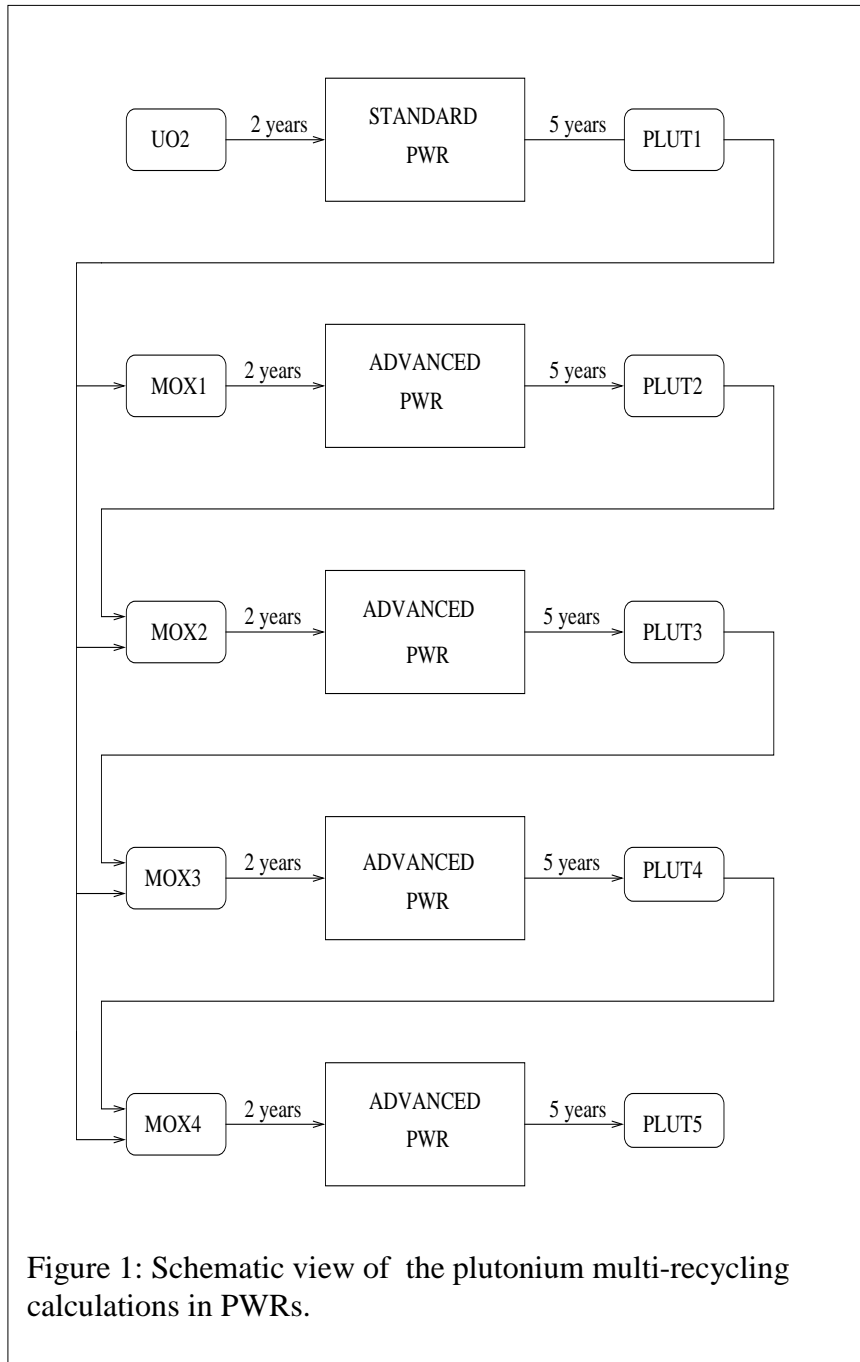 UO2
2 years
STANDARD
PWR
5 years
PLUT1
MOX1
2 years
ADVANCED
PWR
5 years
PLUT2
MOX2
2 years
ADVANCED
PWR
5 years
PLUT3
MOX3
2 years
ADVANCED
PWR
5 years
PLUT4
MOX4
2 years
ADVANCED
PWR
5 years
PLUT5
Figure 1: Schematic view of the plutonium multi-recycling
calculations in PWRs.